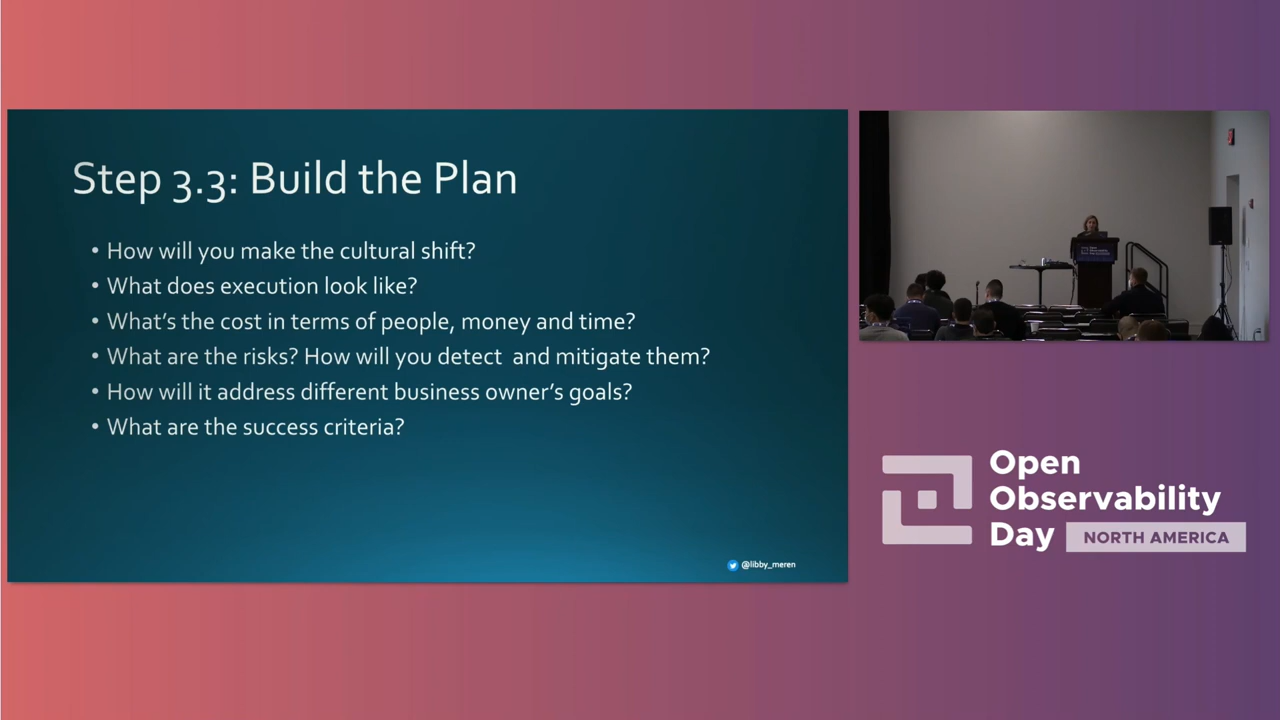 Step 3.3: Build the Plan
• How will you make the cultural shift?
• What does execution look like?
• What's the cost in terms of people, money and time?
• What are the risks? How will you detect  and mitigate them?
• How will it address different business owner's goals?
• What are the success criteria?
@libby_meren
Open
Observability
Day NORTH AMERICA